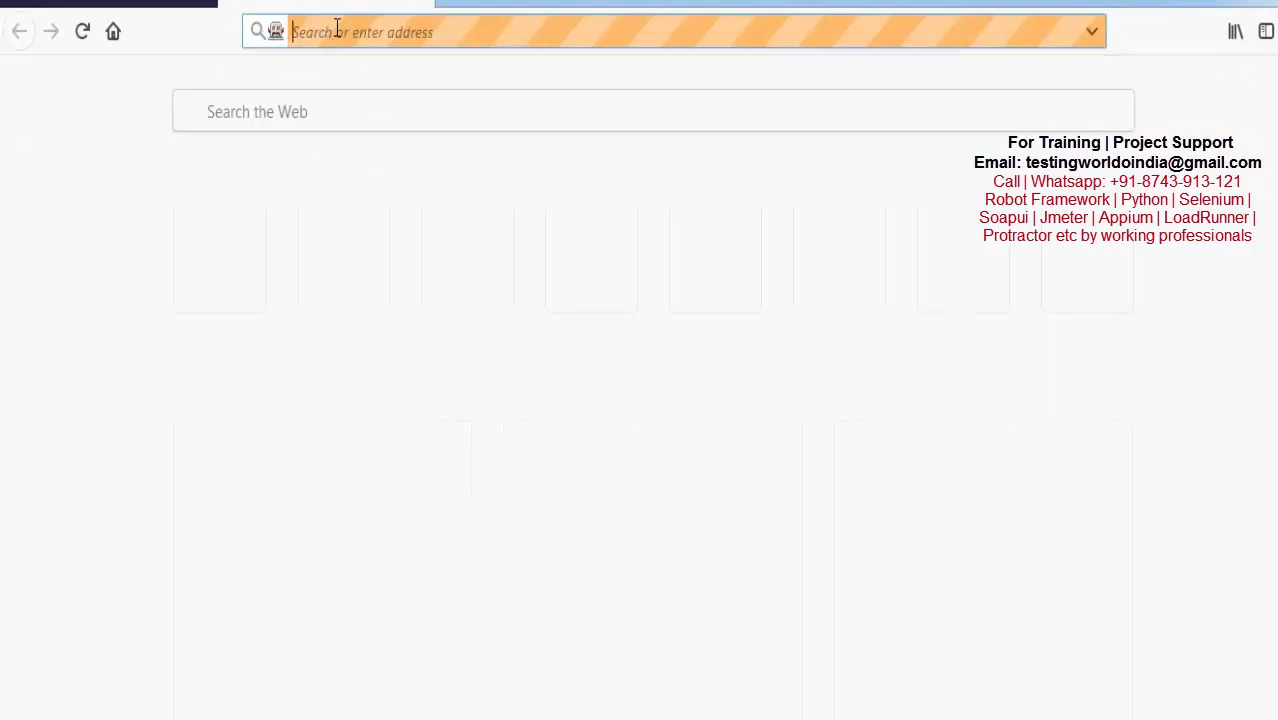 Search or enter address
Search the Web
For Training | Project Support
Email: testingworldoindia@gmail.com
Call | Whatsapp: +91-8743-913-121
Robot Framework | Python | Selenium |
Soapui | Jmeter | Appium | LoadRunner |
Protractor etc by working professionals